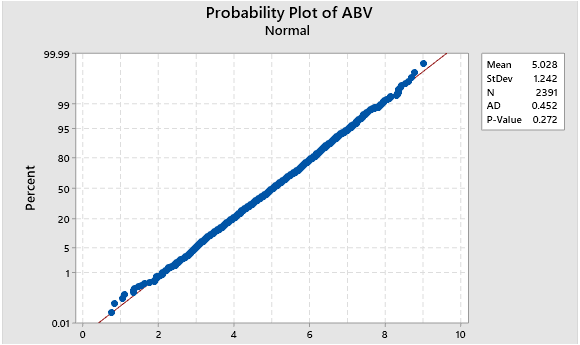 Probability Plot of ABV
Normal
99.99
99
95
80
50
20
5
1
0.01
Percent
0 2 4 6 8 10
Mean 5.028
StDev 1.242
N 2391
AD 0.452
P-Value 0.272